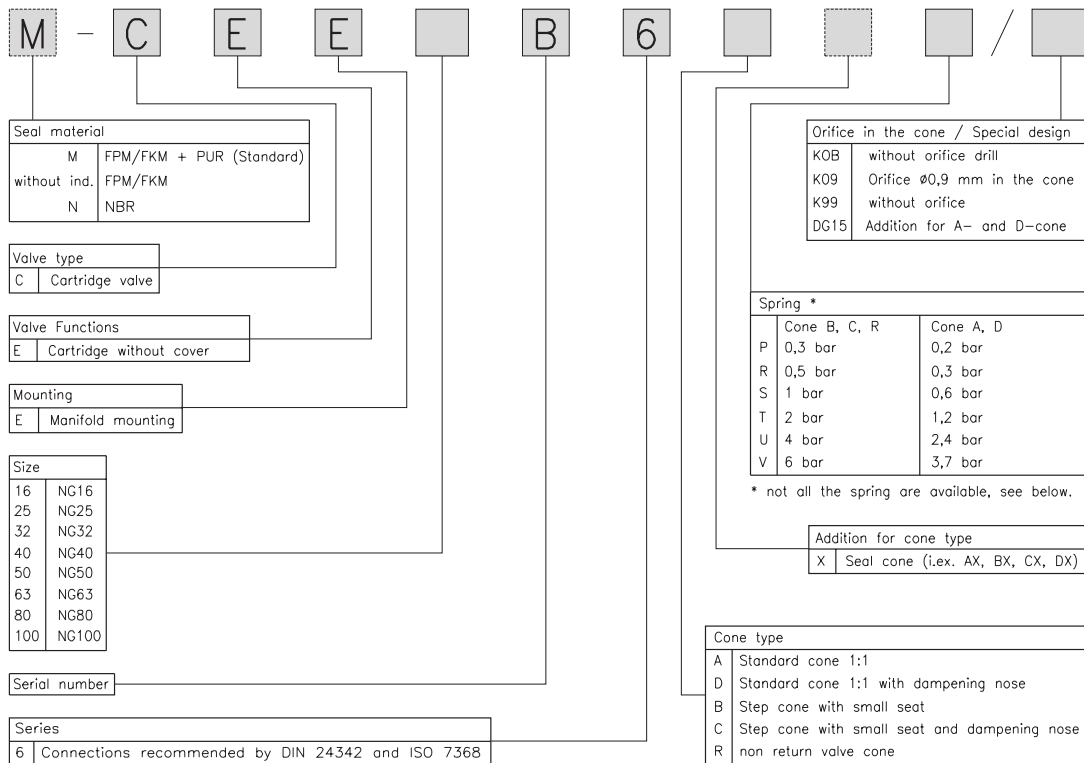 M - C E E B 6 /
Seal material
M FPM/FKM + PUR (Standard)
without ind. FPM/FKM
N NBR
Valve type
C Cartridge valve
Valve Functions
E Cartridge without cover
Mounting
E Manifold mounting
Size
16 NG16
25 NG25
32 NG32
40 NG40
50 NG50
63 NG63
80 NG80
100 NG100
Serial number
Series
6 Connections recommended by DIN 24342 and ISO 7368
Orifice in the cone / Special design
K0B without orifice drill
K09 Orifice ø0,9 mm in the cone
K99 without orifice
DG15 Addition for A- and D-cone
Spring *
Cone B, C, R Cone A, D
P 0,3 bar 0,2 bar
R 0,5 bar 0,3 bar
S 1 bar 0,6 bar
T 2 bar 1,2 bar
U 4 bar 2,4 bar
V 6 bar 3,7 bar
* not all the spring are available, see below.
Addition for cone type
X Seal cone (i.ex. AX, BX, CX, DX)
Cone type
A Standard cone 1:1
D Standard cone 1:1 with dampening nose
B Step cone with small seat
C Step cone with small seat and dampening nose
R non return valve cone